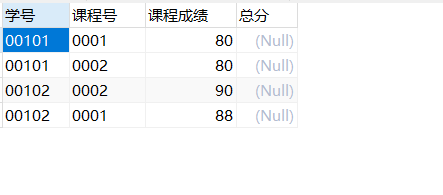 学号 课程号 课程成绩 总分
00101 0001 80 (Null)
00101 0002 80 (Null)
00102 0002 90 (Null)
00102 0001 88 (Null)